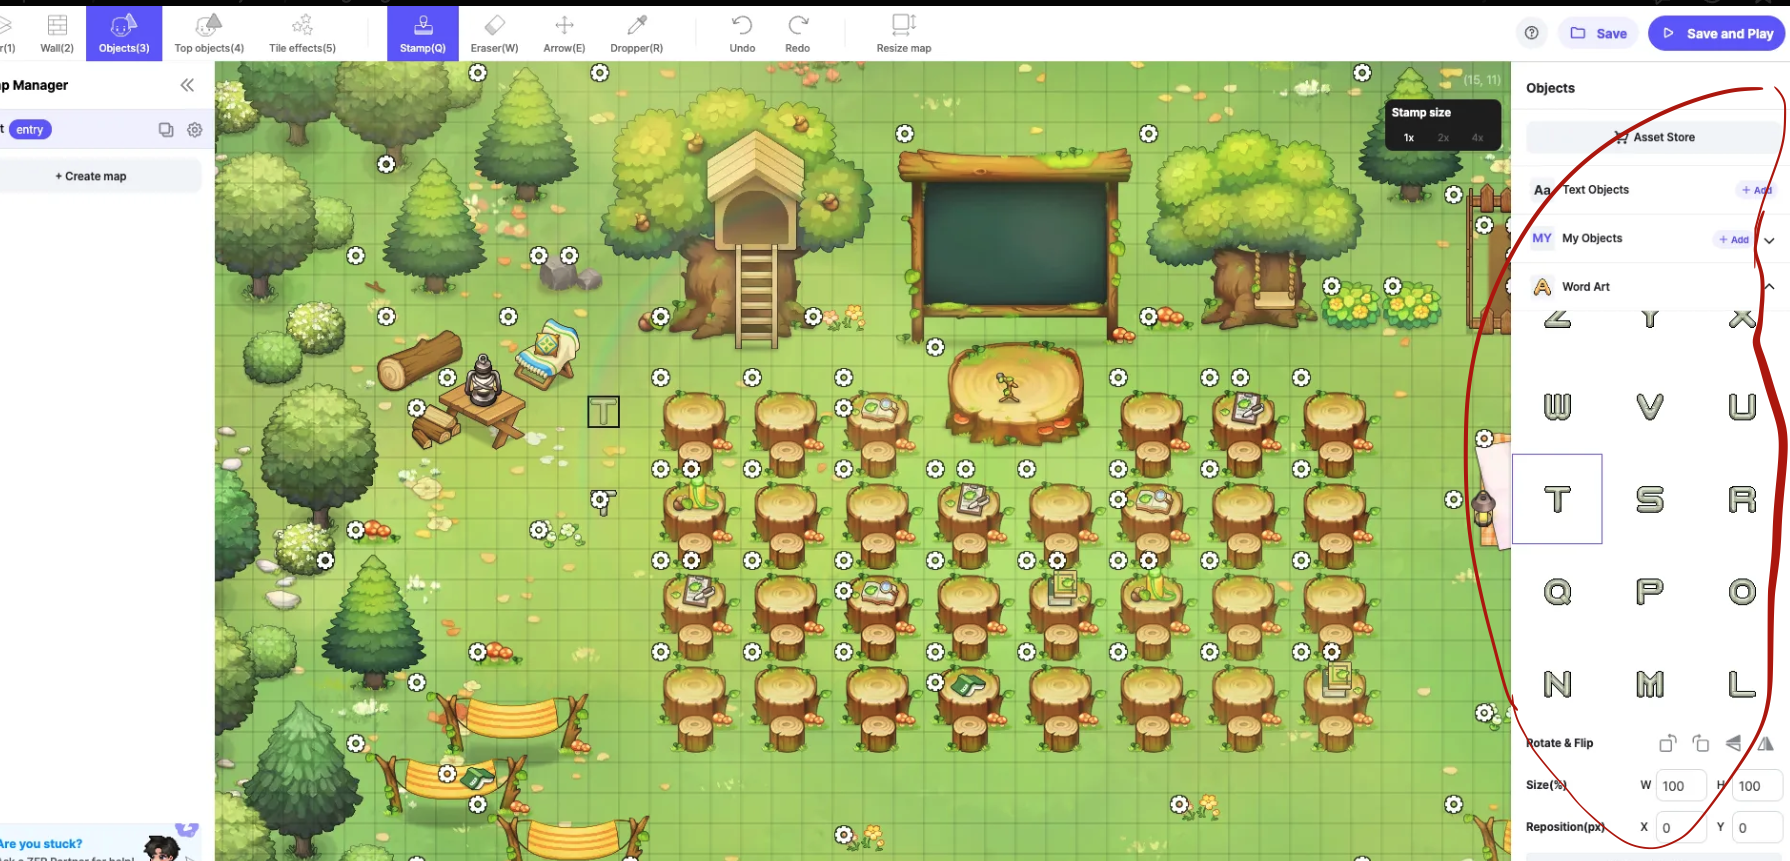 r(1)
Wall(2)
Objects(3)
Top objects(4)
Tile effects(5)
Stamp(Q)
Eraser(W)
Arrow(E)
Dropper(R)
Undo
Redo
Resize map
Save
Save and Play
p Manager
t entry
+ Create map
(15, 11)
Stamp size
1x 2x 4x
T
T
Are you stuck?
Objects
Asset Store
Aa Text Objects + Add
MY My Objects + Add
A Word Art
Z Y X
W V U
T S R
Q P O
N M L
Rotate & Flip
Size(%) W 100 H 100
Reposition(px) X 0 Y 0